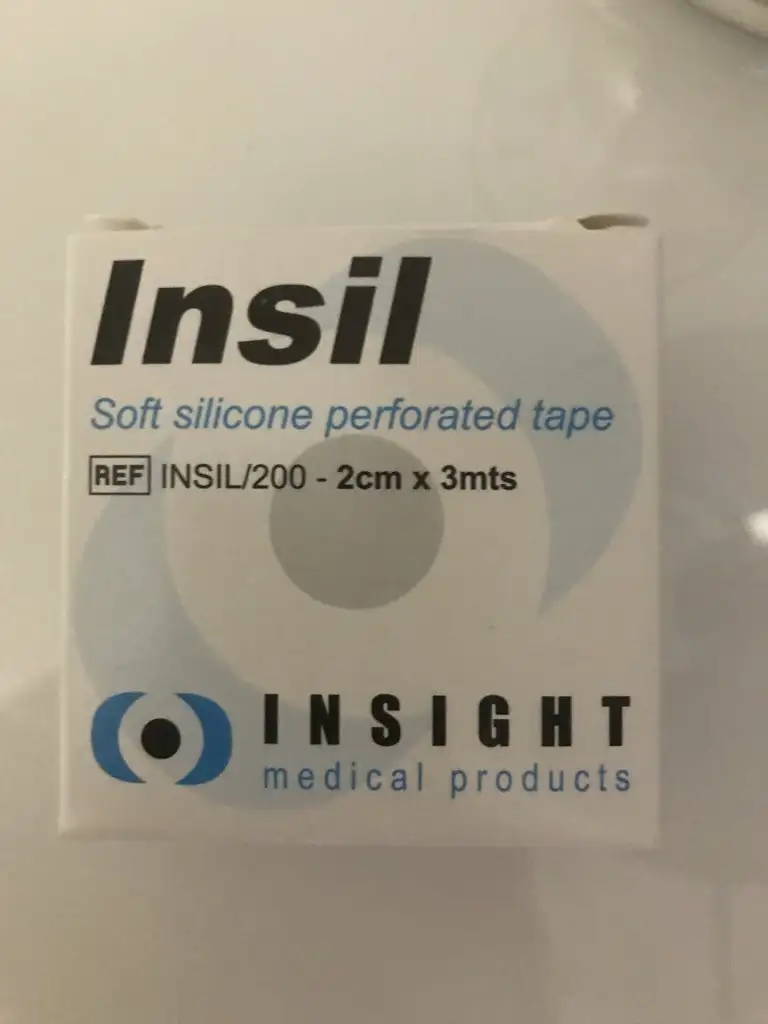 Insil
Soft silicone perforated tape
REF INSIL/200 - 2cm x 3mts
INSIGHT
medical products